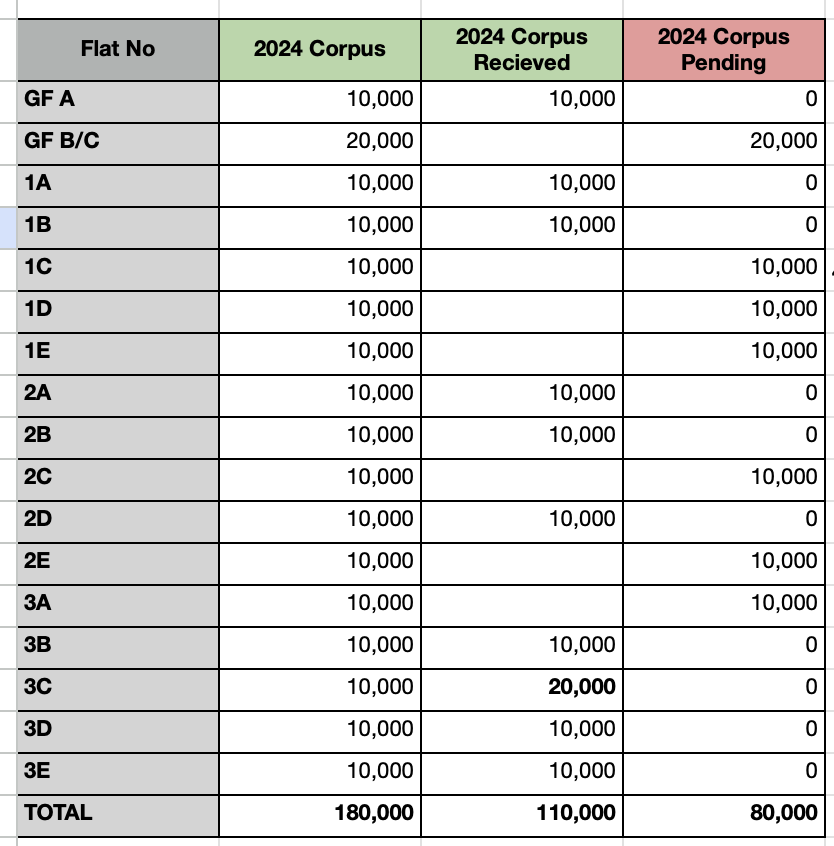 Flat No 2024 Corpus 2024 Corpus Recieved 2024 Corpus Pending
GF A 10,000 10,000 0
GF B/C 20,000 20,000
1A 10,000 10,000 0
1B 10,000 10,000 0
1C 10,000 10,000
1D 10,000 10,000
1E 10,000 10,000
2A 10,000 10,000 0
2B 10,000 10,000 0
2C 10,000 10,000
2D 10,000 10,000 0
2E 10,000 10,000
3A 10,000 10,000
3B 10,000 10,000 0
3C 10,000 20,000 0
3D 10,000 10,000 0
3E 10,000 10,000 0
TOTAL 180,000 110,000 80,000